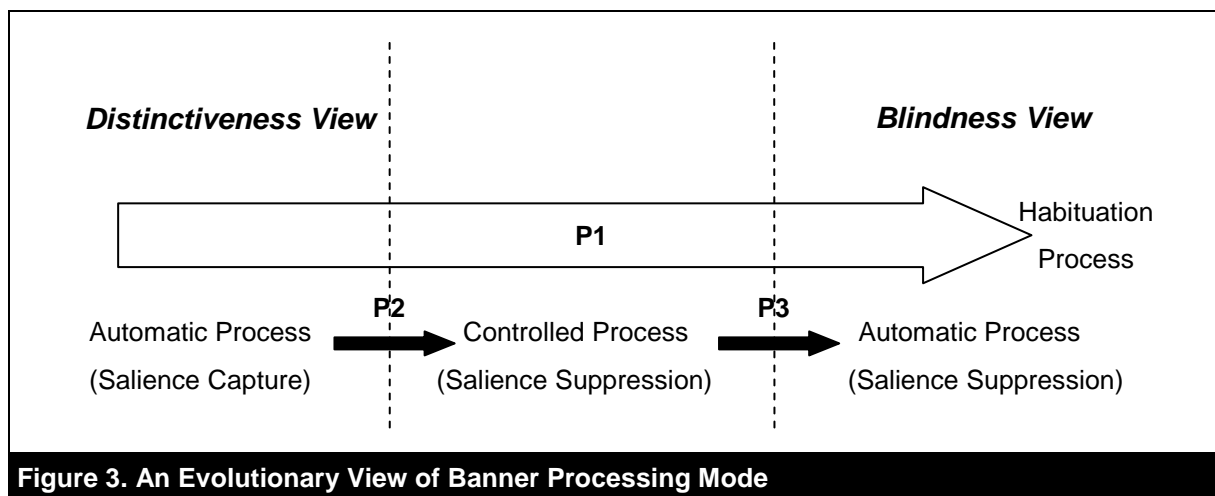 Distinctiveness View
Blindness View
P1
Habituation
Process
P2
P3
Automatic Process
(Salience Capture)
Controlled Process
(Salience Suppression)
Automatic Process
(Salience Suppression)
Figure 3. An Evolutionary View of Banner Processing Mode